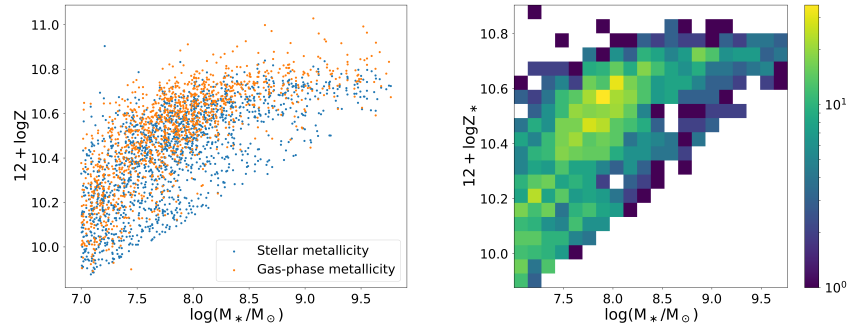 11.0
10.8
10.6
10.4
10.2
10.0
12 + logZ
7.0 7.5 8.0 8.5 9.0 9.5
log(M∗/M⊙)
Stellar metallicity
Gas-phase metallicity
10.8
10.6
10.4
10.2
10.0
12 + logZ∗
7.5 8.0 8.5 9.0 9.5
log(M∗/M⊙)
10¹
10⁰